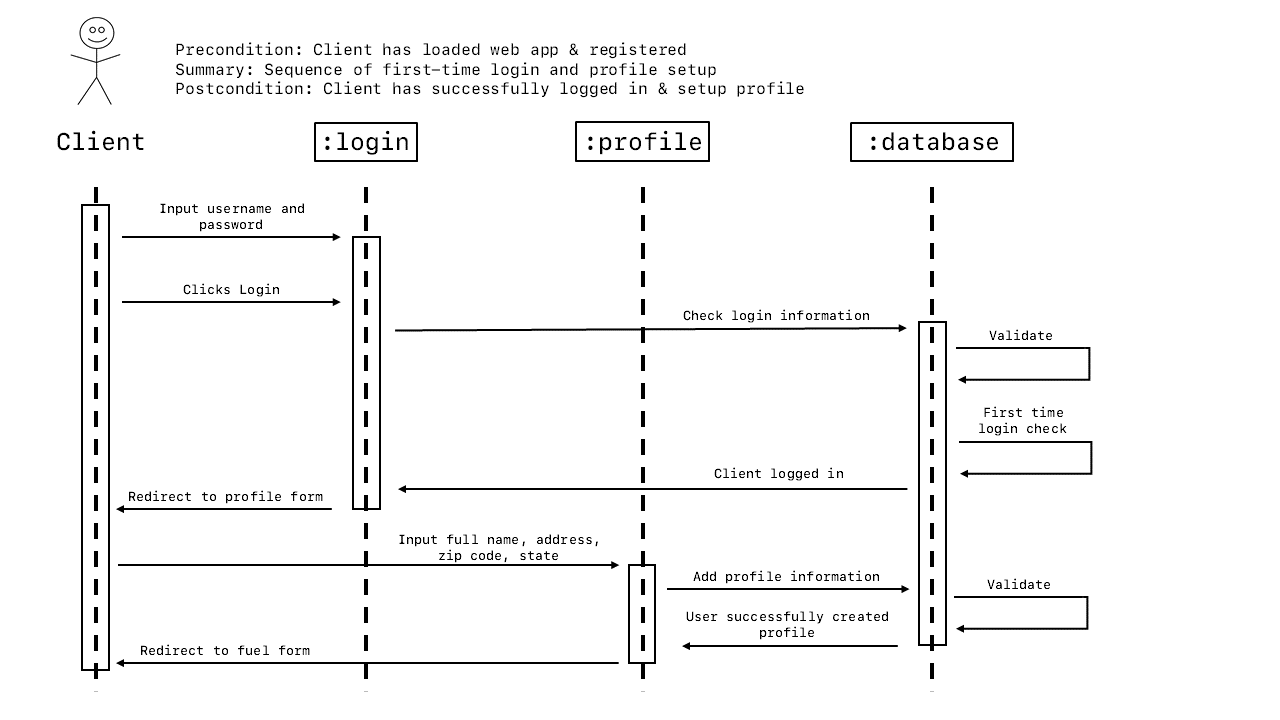 Precondition: Client has loaded web app & registered
Summary: Sequence of first-time login and profile setup
Postcondition: Client has successfully logged in & setup profile
Client
:login
:profile
:database
Input username and
password
Clicks Login
Check login information
Validate
First time
login check
Client logged in
Redirect to profile form
Input full name, address,
zip code, state
Add profile information
Validate
User successfully created
profile
Redirect to fuel form